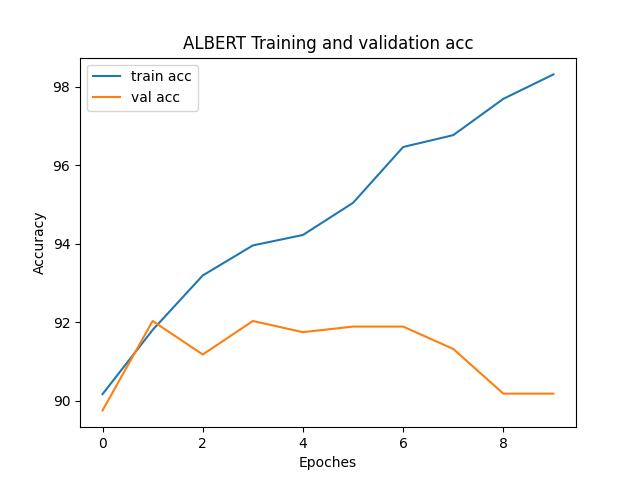 ALBERT Training and validation acc
train acc
val acc
98
96
94
92
90
Accuracy
0 2 4 6 8
Epoches